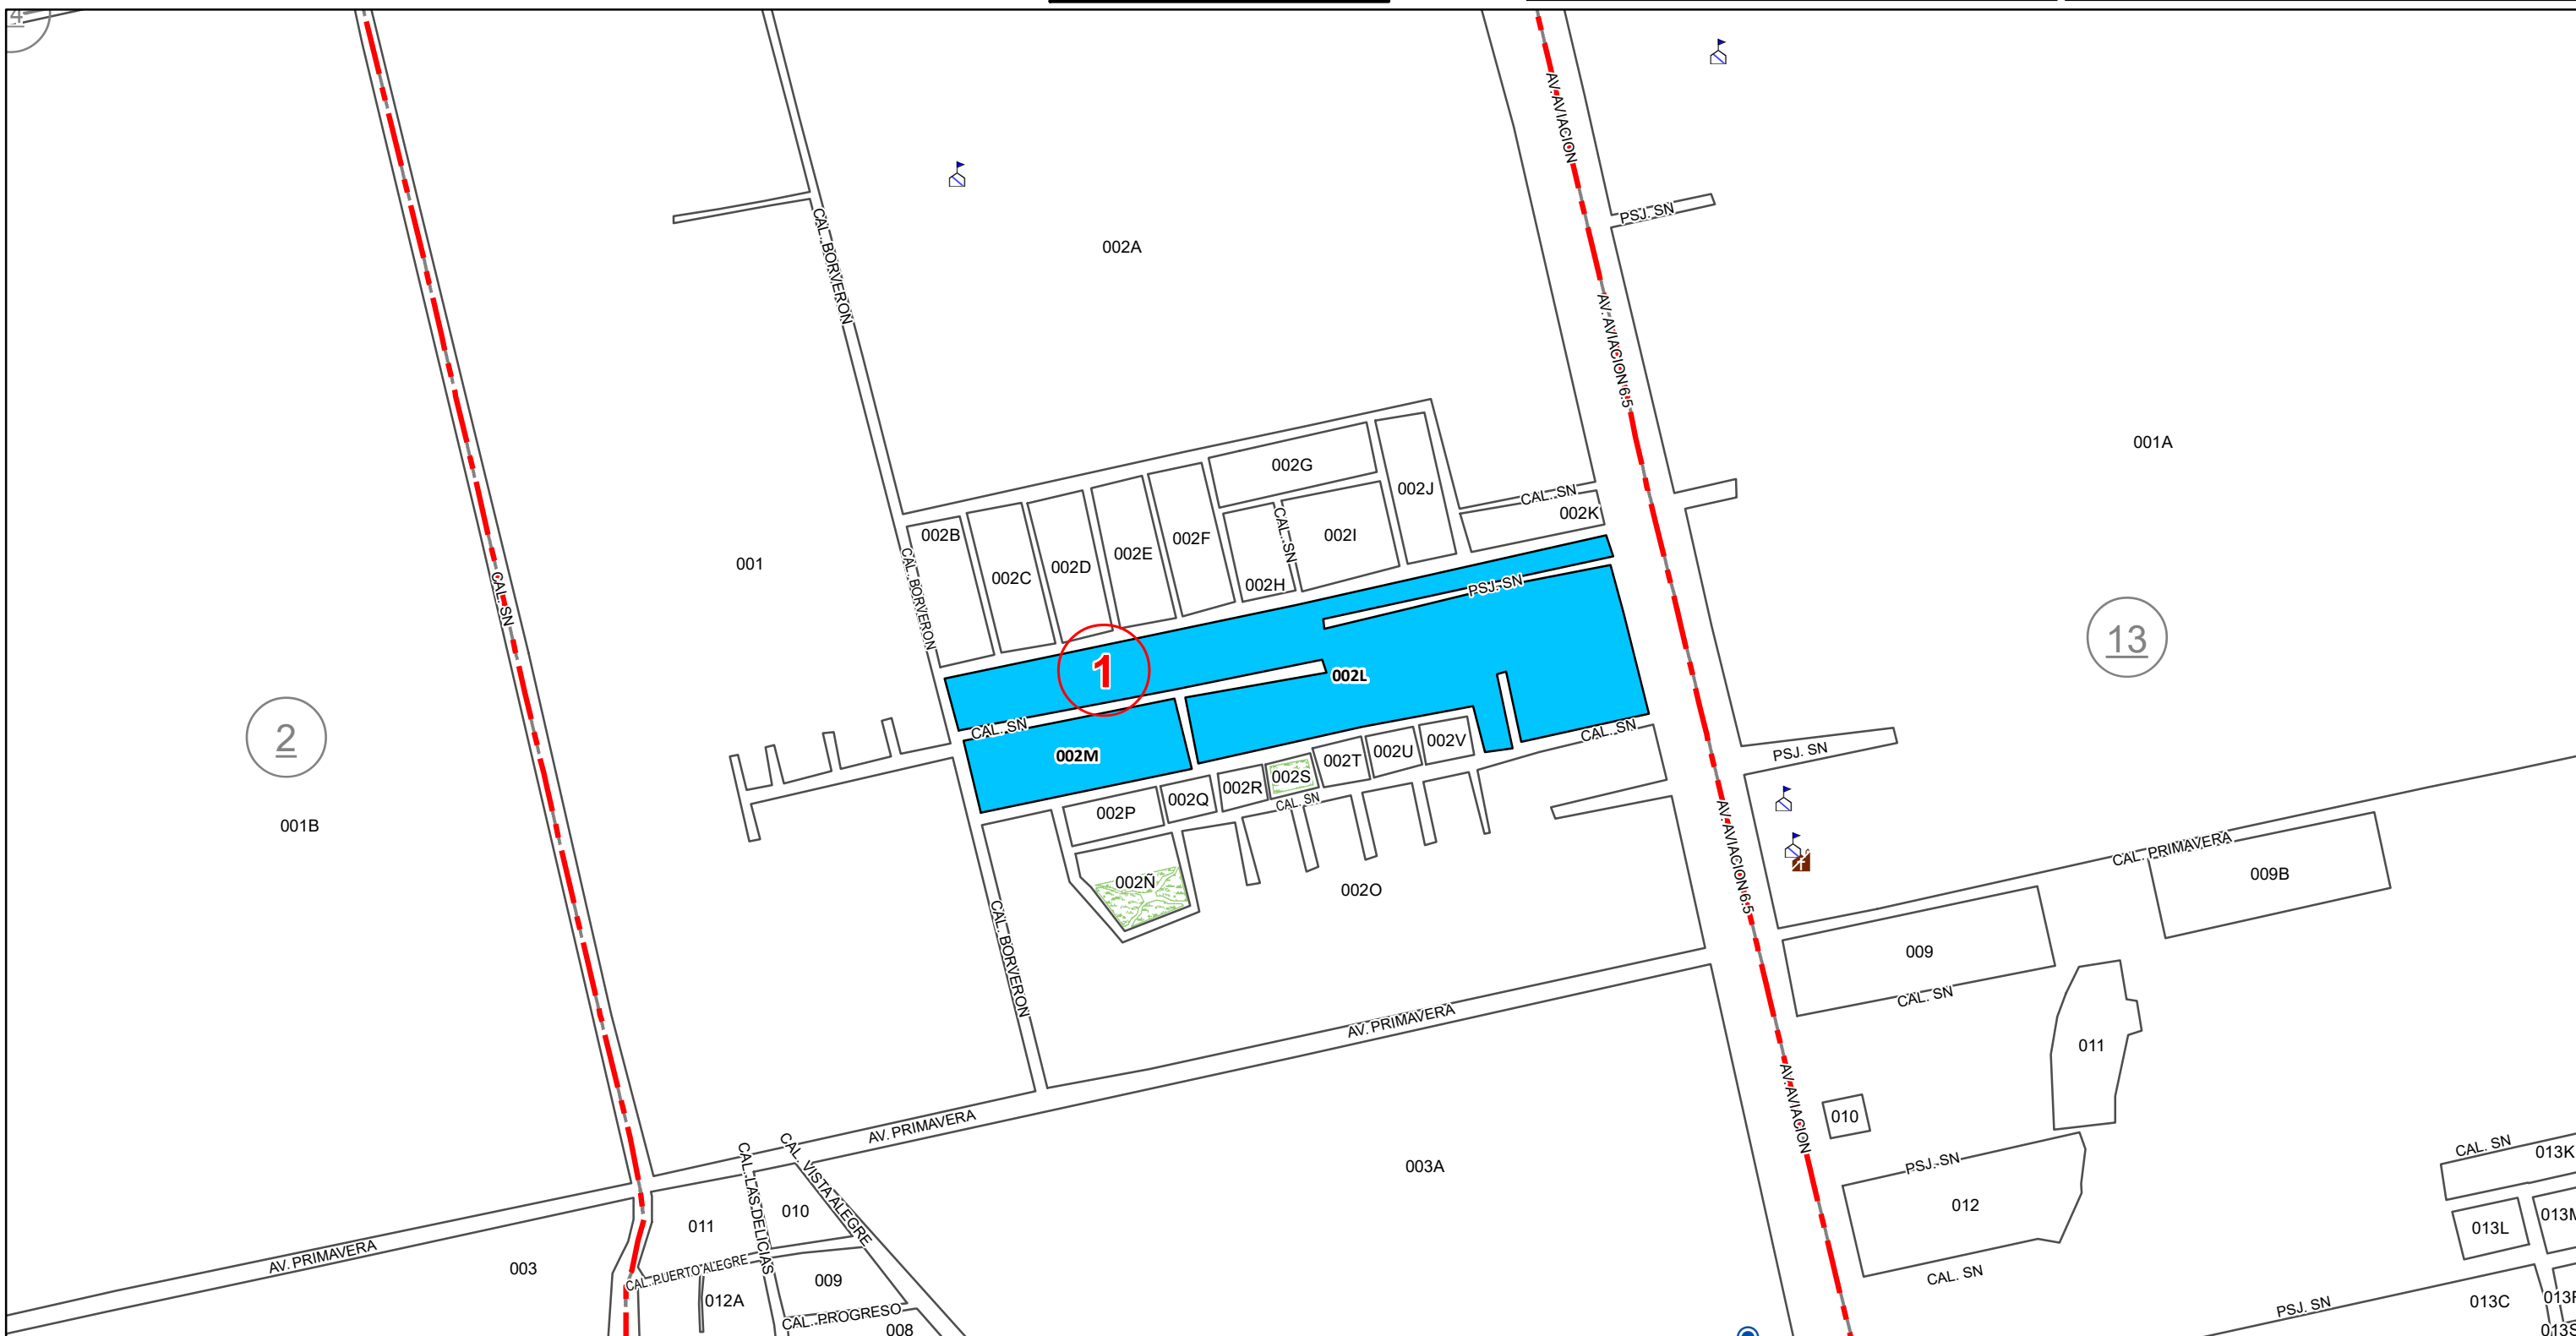 4
AV. AVIACION
PSJ. SN
CAL. BORVERON
002A
AV. AVIACION 6.5
001A
002G
002J
CAL. SN
002K
CAL. SN
002B
002F
002I
002E
001
002D
002C
002H
CAL. BORVERON
PSJ. SN
CAL. SN
13
1
002L
CAL. SN
CAL. SN
2
002M
002V
002U
002T
PSJ. SN
002S
002R
002Q
CAL. SN
002P
001B
AV. AVIACION 6.5
CAL. PRIMAVERA
009B
002Ñ
002O
CAL. BORVERON
009
CAL. SN
AV. PRIMAVERA
011
AV. AVIACION
010
AV. PRIMAVERA
CAL. SN
013K
PSJ. SN
003A
CAL. LAS DELICIAS
CAL. VISTA ALEGRE
012
010
011
013L
013M
AV. PRIMAVERA
003
CAL. PUERTO ALEGRE
009
CAL. SN
012A
PSJ. SN
013C
CAL. PROGRESO
008